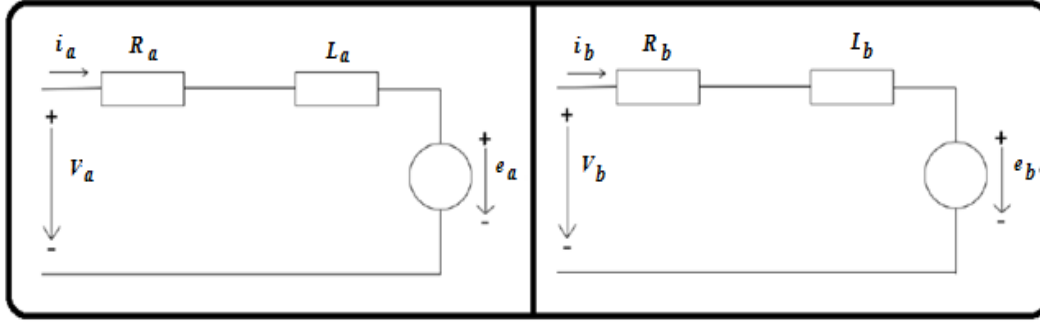 i_a
R_a
L_a
+
V_a
-
+
e_a
-
i_b
R_b
I_b
+
V_b
-
+
e_b.
-